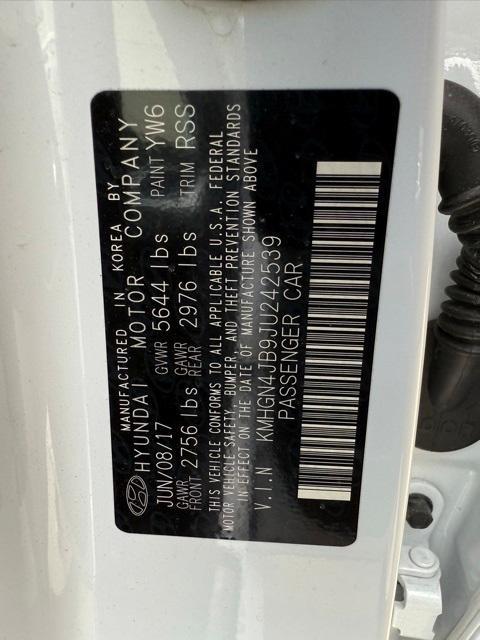 MANUFACTURED IN KOREA BY
HYUNDAI MOTOR COMPANY
JUN/08/17 GVWR 5644 lbs PAINT YW6
GAWR FRONT 2756 lbs GAWR REAR 2976 lbs TRIM RSS
THIS VEHICLE CONFORMS TO ALL APPLICABLE U.S.A. FEDERAL
MOTOR VEHICLE SAFETY, BUMPER, AND THEFT PREVENTION STANDARDS
IN EFFECT ON THE DATE OF MANUFACTURE SHOWN ABOVE
V.I.N KMHGN4JB9JU242539
PASSENGER CAR